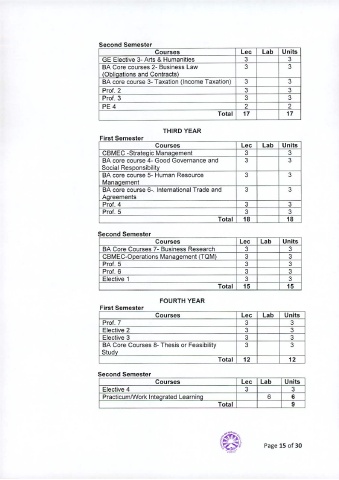 Second Semester
Courses Lec Lab Units
GE Elective 3- Arts & Humanities 3 3
BA Core courses 2- Business Law 3 3
(Obligations and Contracts)
BA core course 3- Taxation (Income Taxation) 3 3
Prof. 2 3 3
Prof. 3 3 3
PE 4 2 2
Total 17 17
THIRD YEAR
First Semester
Courses Lec Lab Units
CBMEC -Strategic Management 3 3
BA core course 4- Good Governance and 3 3
Social Responsibility
BA core course 5- Human Resource 3 3
Management
BA core course 6-. International Trade and 3 3
Agreements
Prof. 4 3 3
Prof. 5 3 3
Total 18 18
Second Semester
Courses Lec Lab Units
BA Core Courses 7- Business Research 3 3
CBMEC-Operations Management (TQM) 3 3
Prof. 5 3 3
Prof. 6 3 3
Elective 1 3 3
Total 15 15
FOURTH YEAR
First Semester
Courses Lec Lab Units
Prof. 7 3 3
Elective 2 3 3
Elective 3 3 3
BA Core Courses 8- Thesis or Feasibility 3 3
Study
Total 12 12
Second Semester
Courses Lec Lab Units
Elective 4 3 3
Practicum/Work Integrated Learning 6 6
Total 9
Page 15 of 30